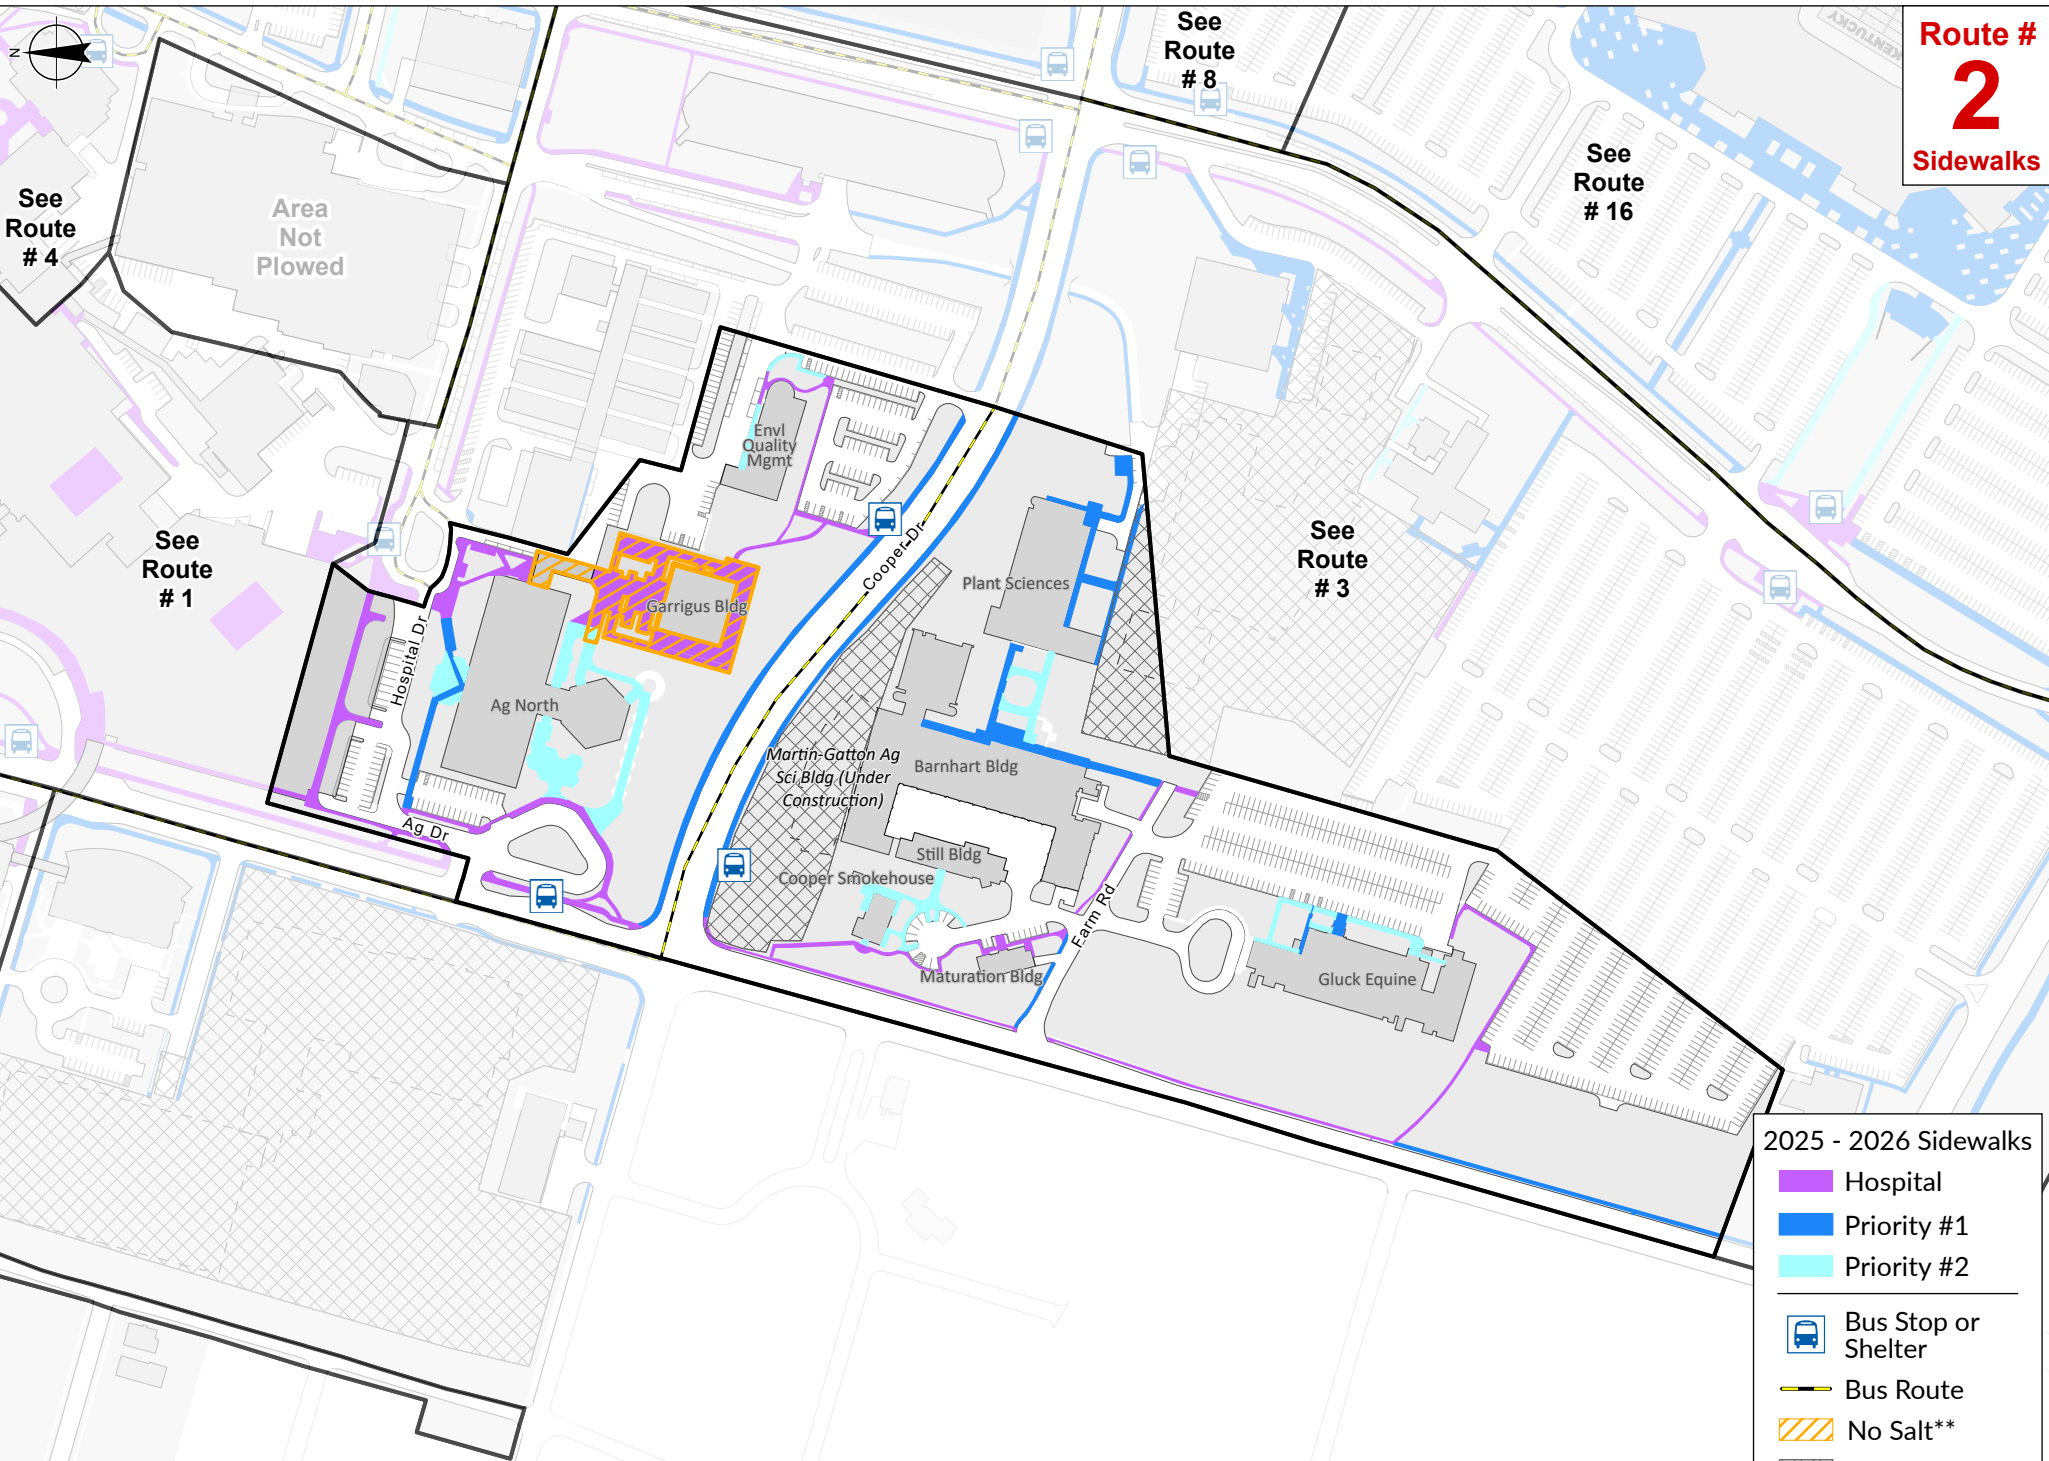 Route #
2
Sidewalks
N
See
Route
# 8
KENTUCKY
See
Route
# 16
See
Route
# 4
Area
Not
Plowed
See
Route
# 1
See
Route
# 3
Envl
Quality
Mgmt
Cooper Dr
Plant Sciences
Garrigus Bldg
Hospital Dr
Ag North
Martin-Gatton Ag
Sci Bldg (Under
Construction)
Barnhart Bldg
Ag Dr
Still Bldg
Cooper Smokehouse
Farm Rd
Maturation Bldg
Gluck Equine
2025 - 2026 Sidewalks
Hospital
Priority #1
Priority #2
Bus Stop or
Shelter
Bus Route
No Salt**